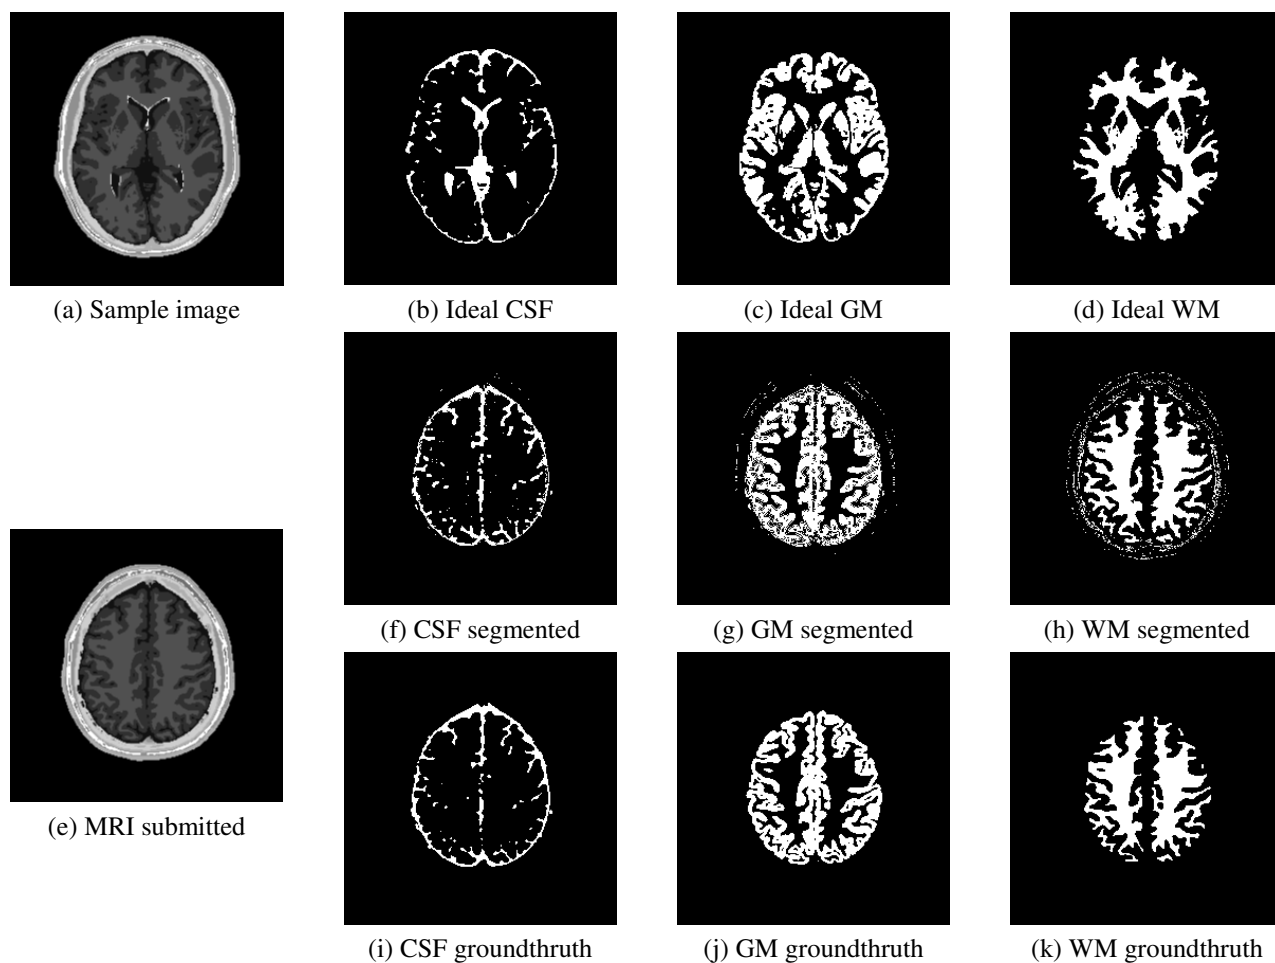 (a) Sample image
(b) Ideal CSF
(c) Ideal GM
(d) Ideal WM
(f) CSF segmented
(g) GM segmented
(h) WM segmented
(e) MRI submitted
(i) CSF groundthruth
(j) GM groundthruth
(k) WM groundthruth